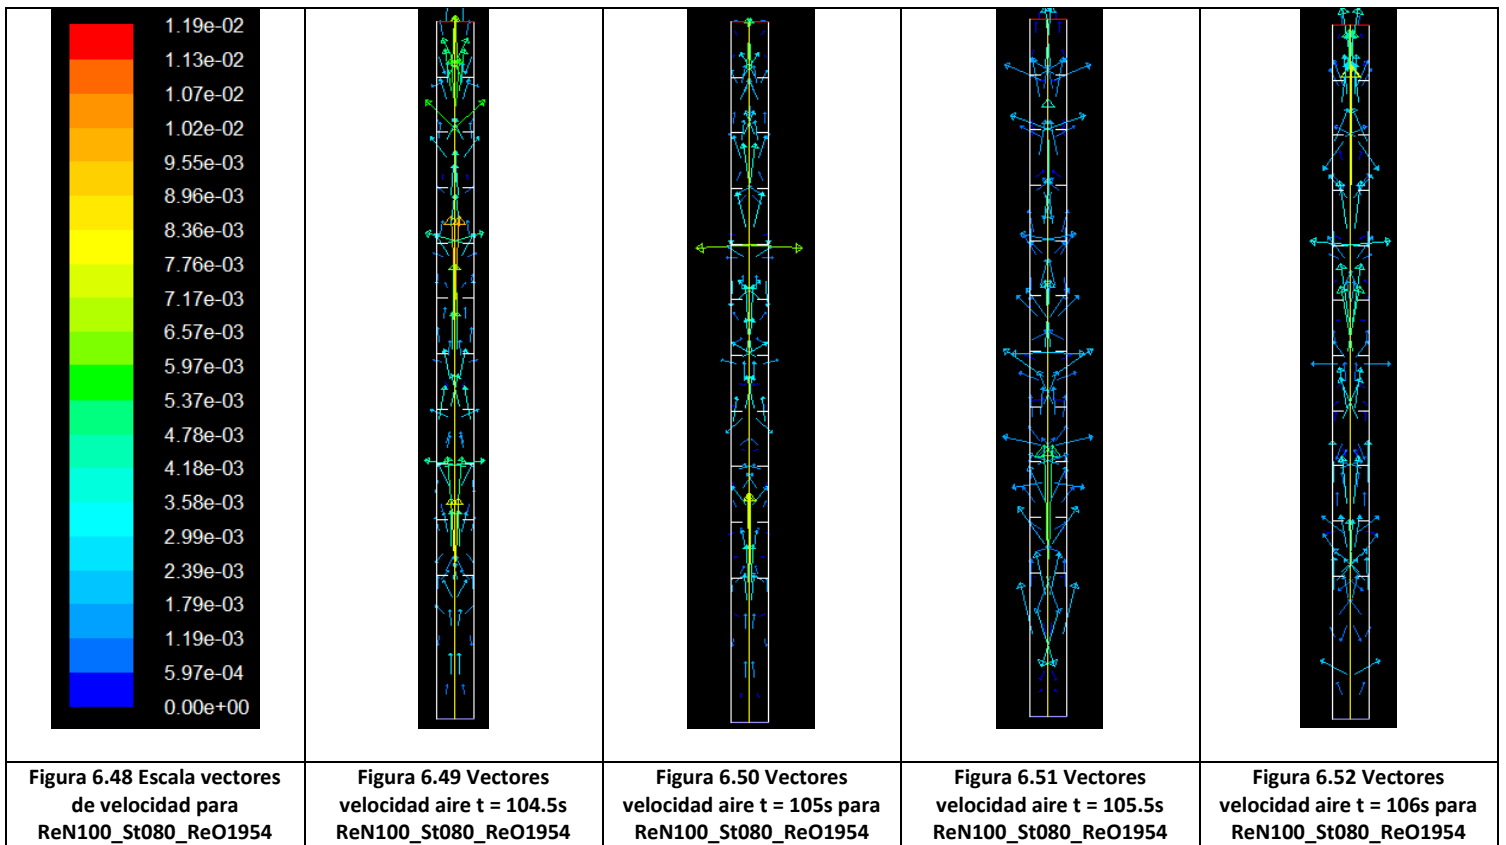 1.19e-02
1.13e-02
1.07e-02
1.02e-02
9.55e-03
8.96e-03
8.36e-03
7.76e-03
7.17e-03
6.57e-03
5.97e-03
5.37e-03
4.78e-03
4.18e-03
3.58e-03
2.99e-03
2.39e-03
1.79e-03
1.19e-03
5.97e-04
0.00e+00
Figura 6.48 Escala vectores
de velocidad para
ReN100_St080_ReO1954
Figura 6.49 Vectores
velocidad aire t = 104.5s
ReN100_St080_ReO1954
Figura 6.50 Vectores
velocidad aire t = 105s para
ReN100_St080_ReO1954
Figura 6.51 Vectores
velocidad aire t = 105.5s
ReN100_St080_ReO1954
Figura 6.52 Vectores
velocidad aire t = 106s para
ReN100_St080_ReO1954